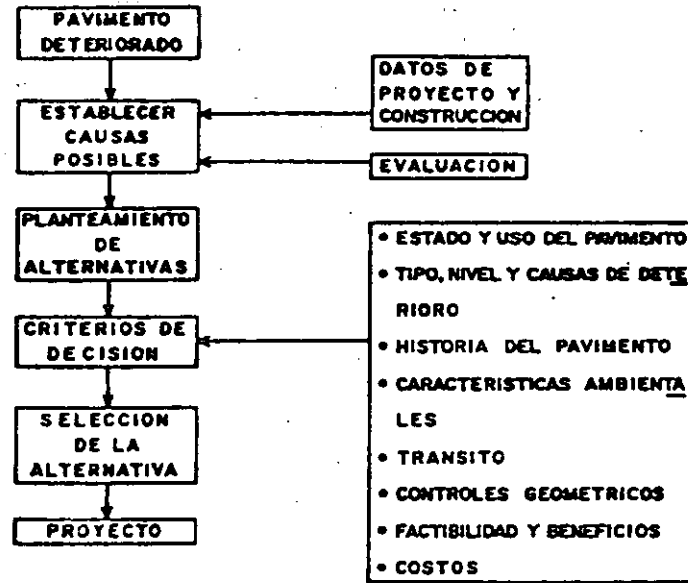 PAVIMENTO
DETERIORADO
DATOS DE
PROYECTO Y
CONSTRUCCION
ESTABLECER
CAUSAS
POSIBLES
EVALUACION
PLANTEAMIENTO
DE
ALTERNATIVAS
CRITERIOS DE
DECISION
• ESTADO Y USO DEL PAVIMENTO
• TIPO, NIVEL Y CAUSAS DE DETE
RIORO
• HISTORIA DEL PAVIMENTO
• CARACTERISTICAS AMBIENTA
LES
• TRANSITO
• CONTROLES GEOMETRICOS
• FACTIBILIDAD Y BENEFICIOS
• COSTOS
SELECCION
DE LA
ALTERNATIVA
PROYECTO